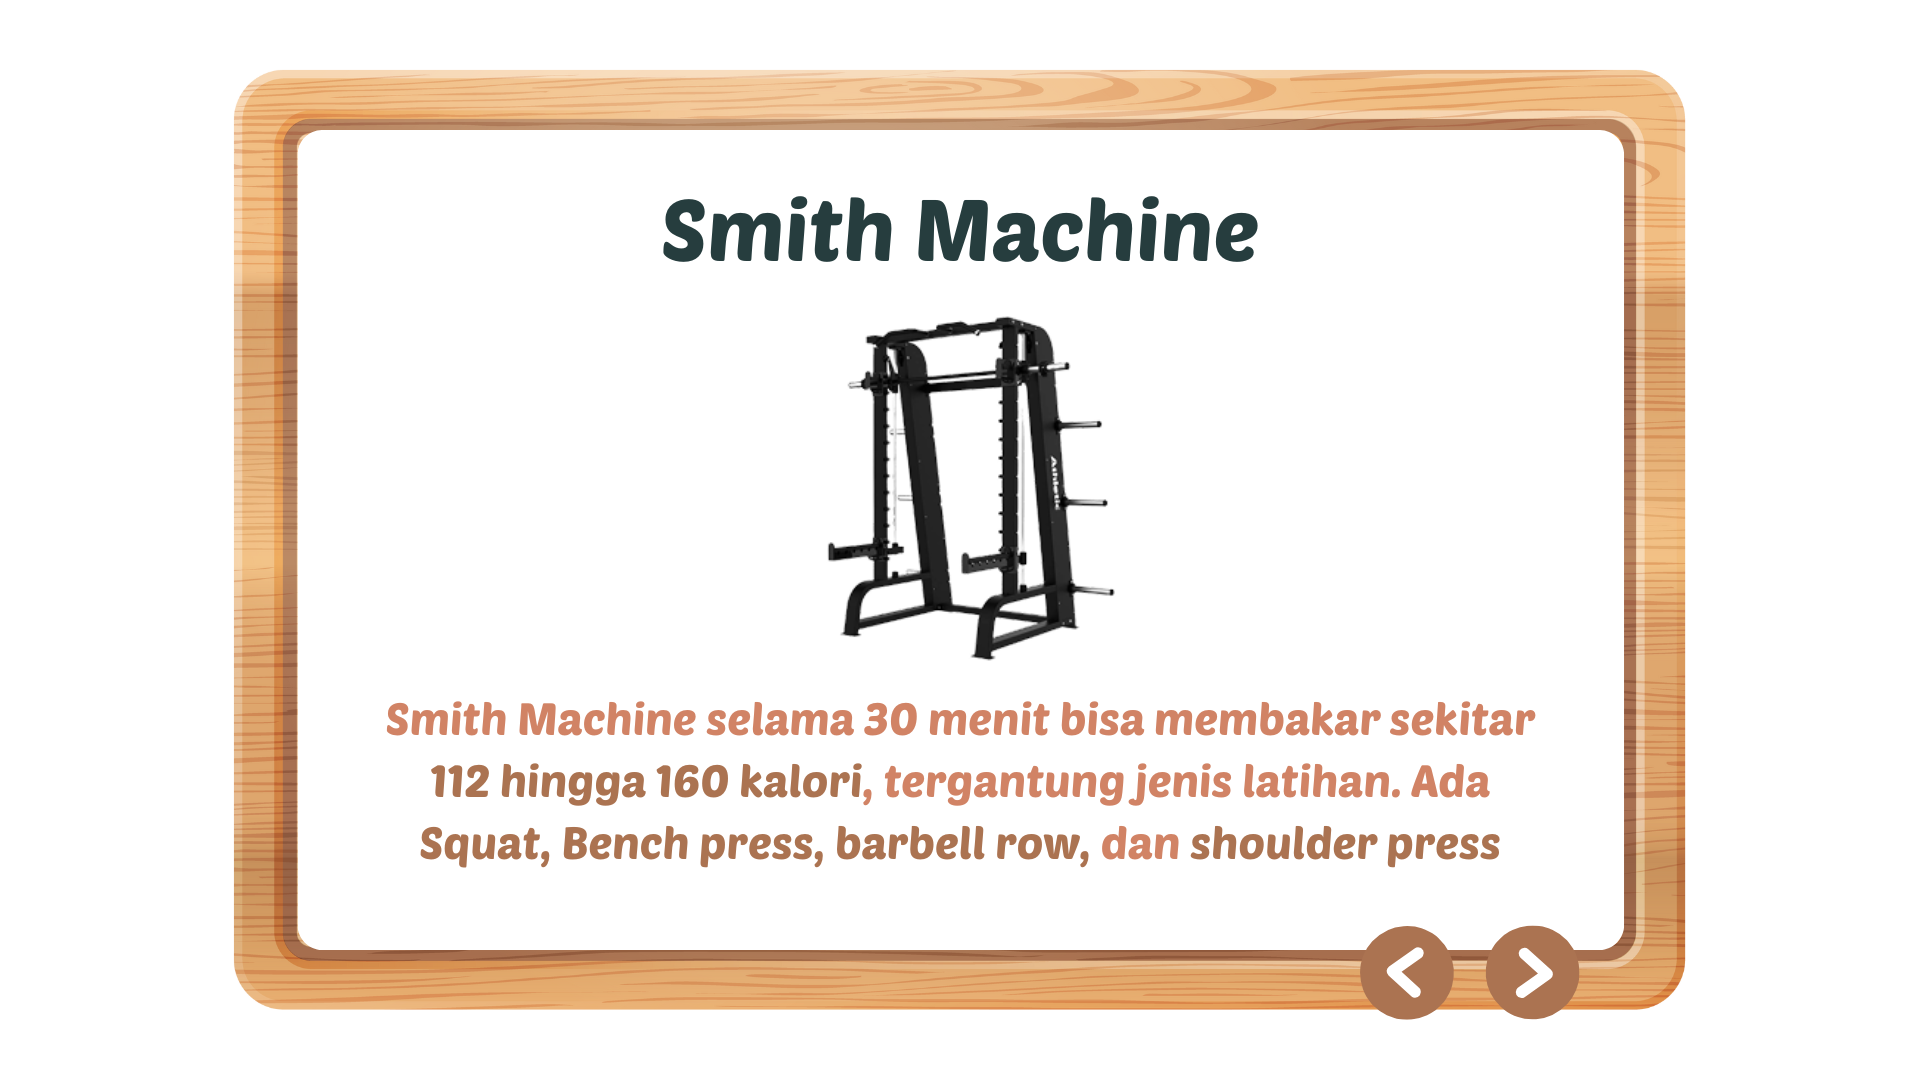 Smith Machine
Athletic
Smith Machine selama 30 menit bisa membakar sekitar
112 hingga 160 kalori, tergantung jenis latihan. Ada
Squat, Bench press, barbell row, dan shoulder press